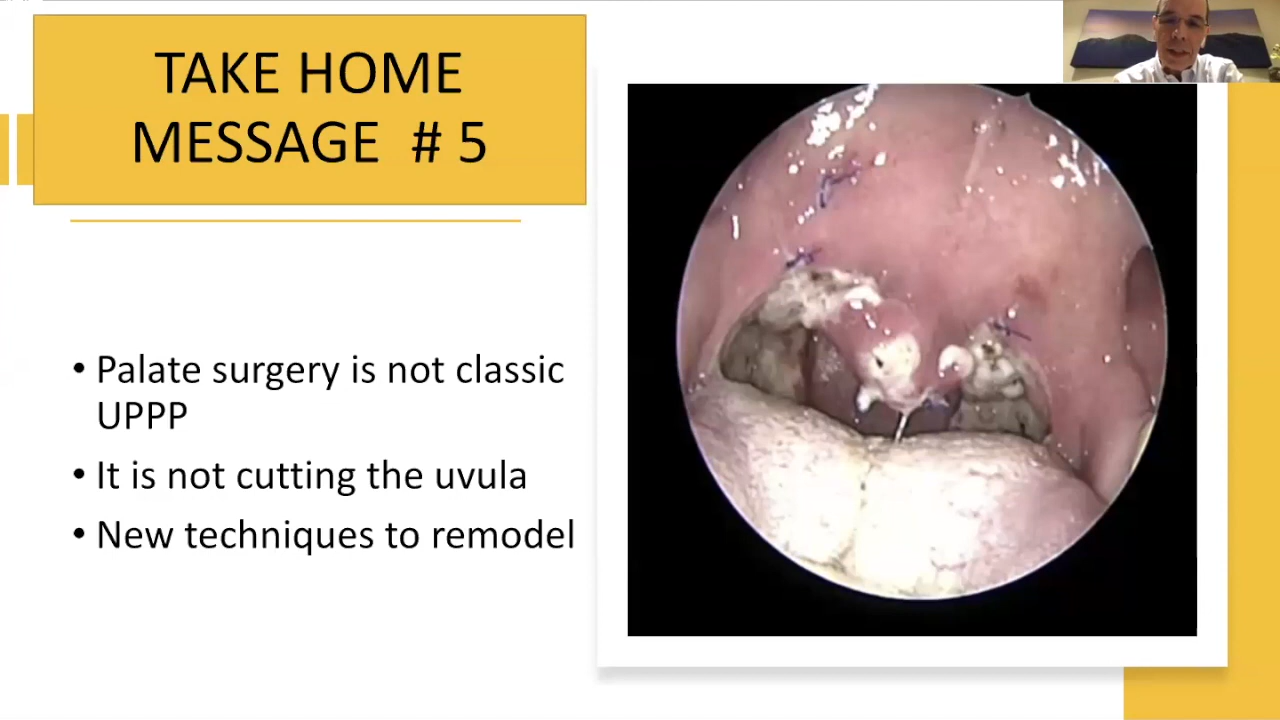 TAKE HOME
MESSAGE # 5
• Palate surgery is not classic
UPPP
• It is not cutting the uvula
• New techniques to remodel